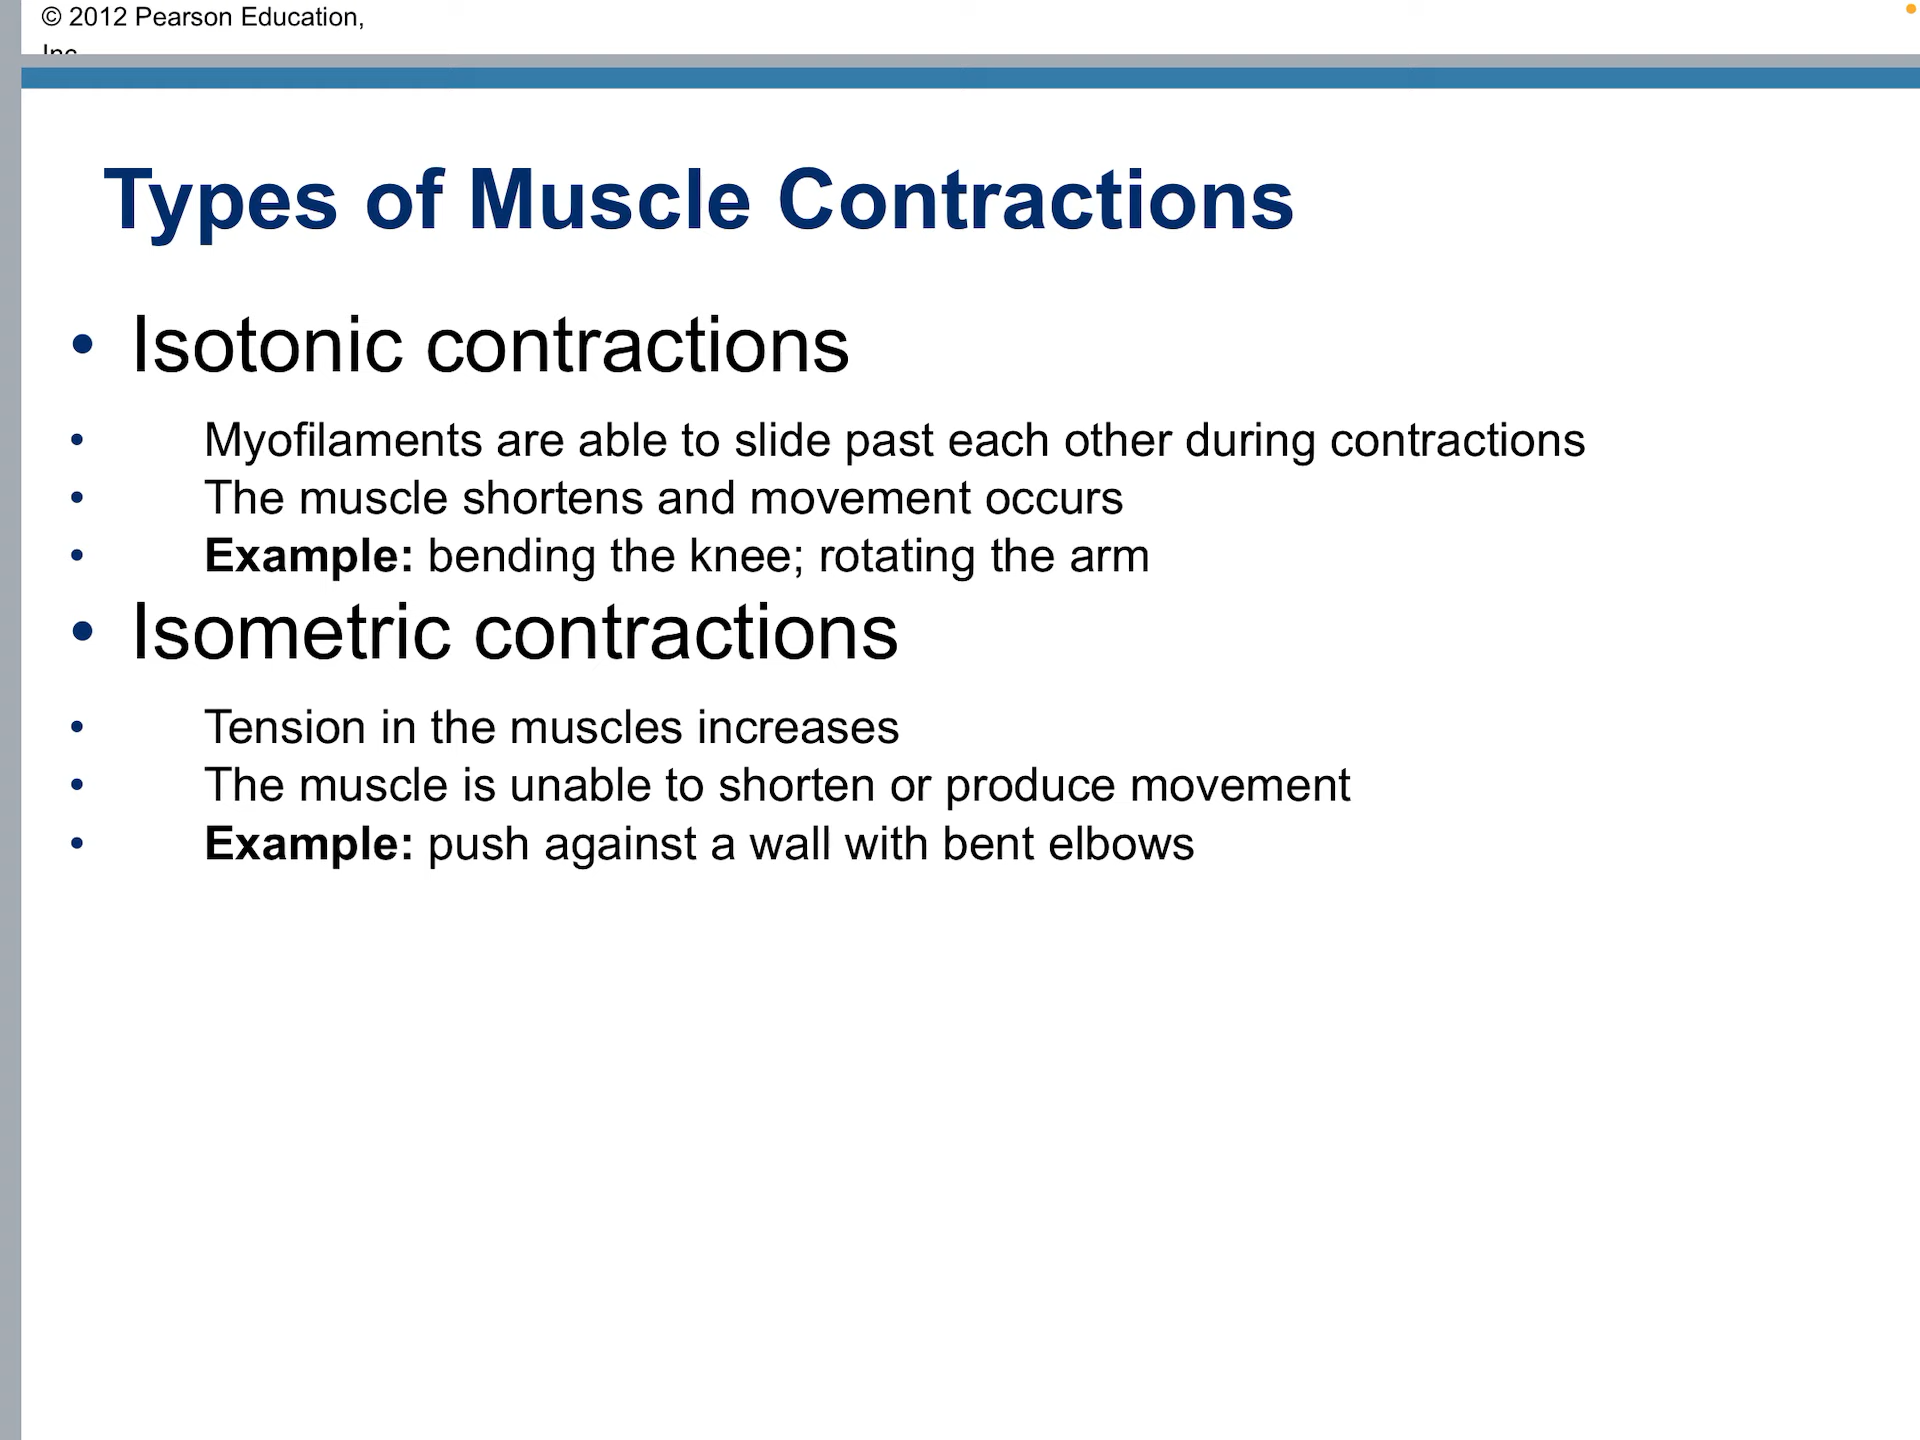 © 2012 Pearson Education,
Inc.
Types of Muscle Contractions
• Isotonic contractions
• Myofilaments are able to slide past each other during contractions
• The muscle shortens and movement occurs
• Example: bending the knee; rotating the arm
• Isometric contractions
• Tension in the muscles increases
• The muscle is unable to shorten or produce movement
• Example: push against a wall with bent elbows